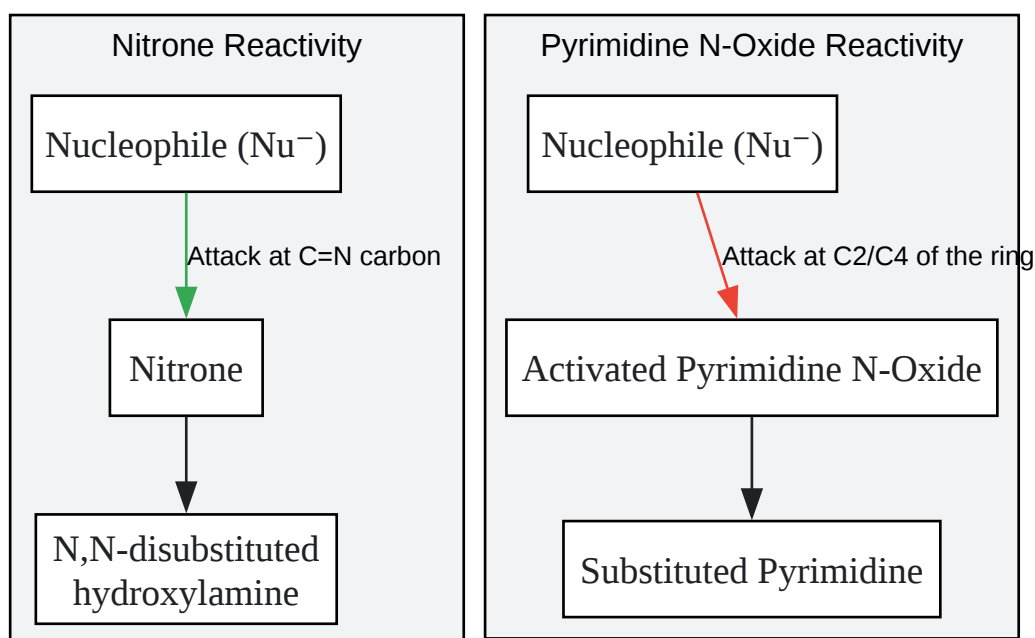 Nitrone Reactivity
Nucleophile (Nu⁻)
Attack at C=N carbon
Nitrone
N,N-disubstituted
hydroxylamine
Pyrimidine N-Oxide Reactivity
Nucleophile (Nu⁻)
Attack at C2/C4 of the ring
Activated Pyrimidine N-Oxide
Substituted Pyrimidine